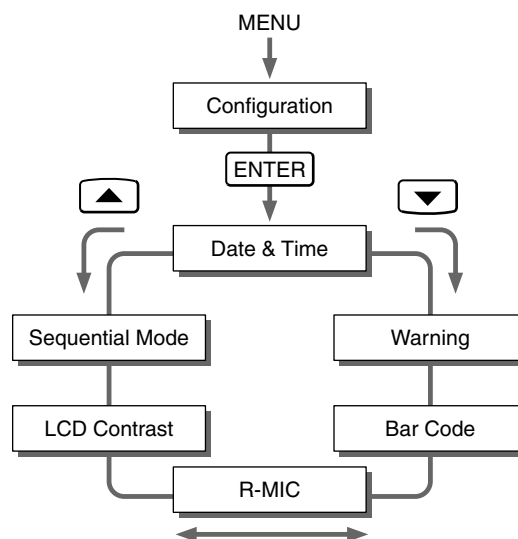 MENU
Configuration
ENTER
Date & Time
Sequential Mode
Warning
LCD Contrast
Bar Code
R-MIC